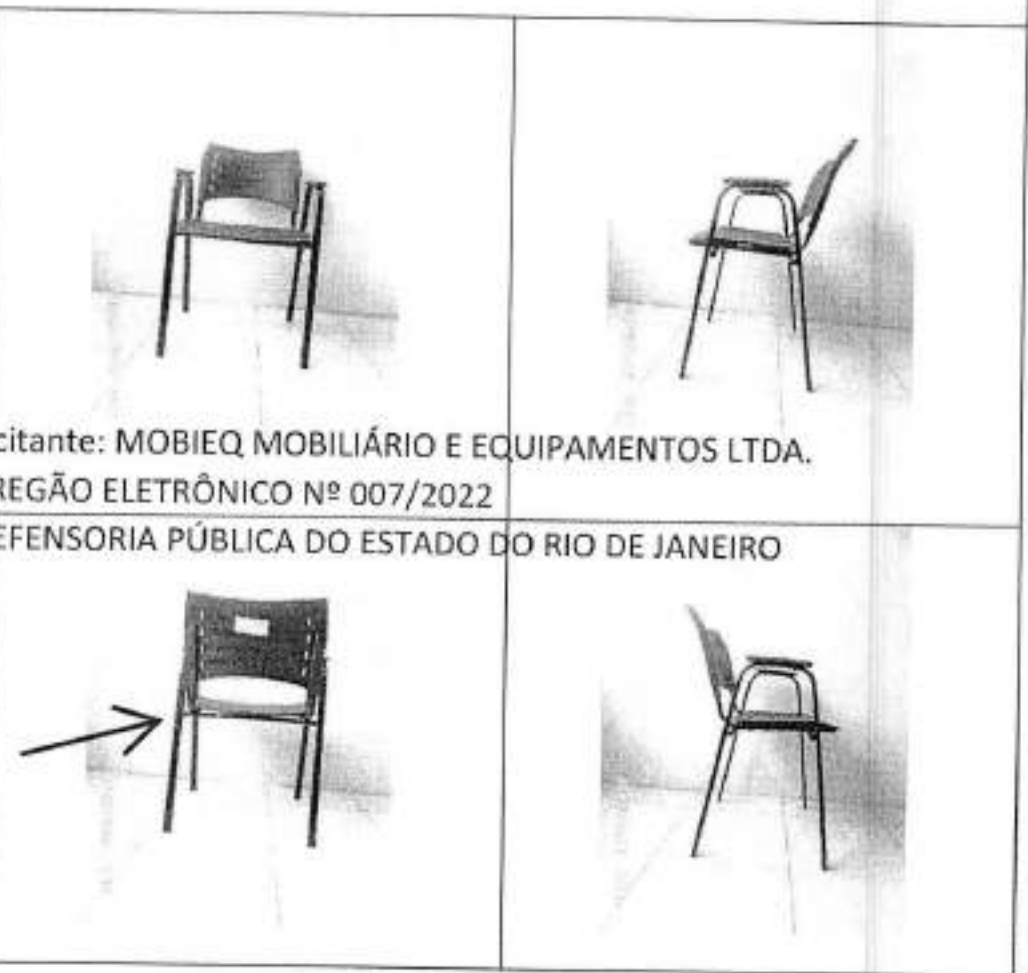 citante: MOBIEQ MOBILIÁRIO E EQUIPAMENTOS LTDA.
REGÃO ELETRÔNICO Nº 007/2022
EFENSORIA PÚBLICA DO ESTADO DO RIO DE JANEIRO